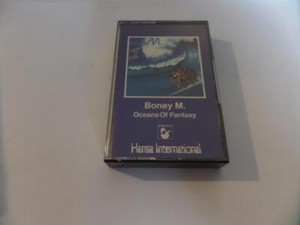 Boney M.
Oceans Of Fantasy
Hansa International